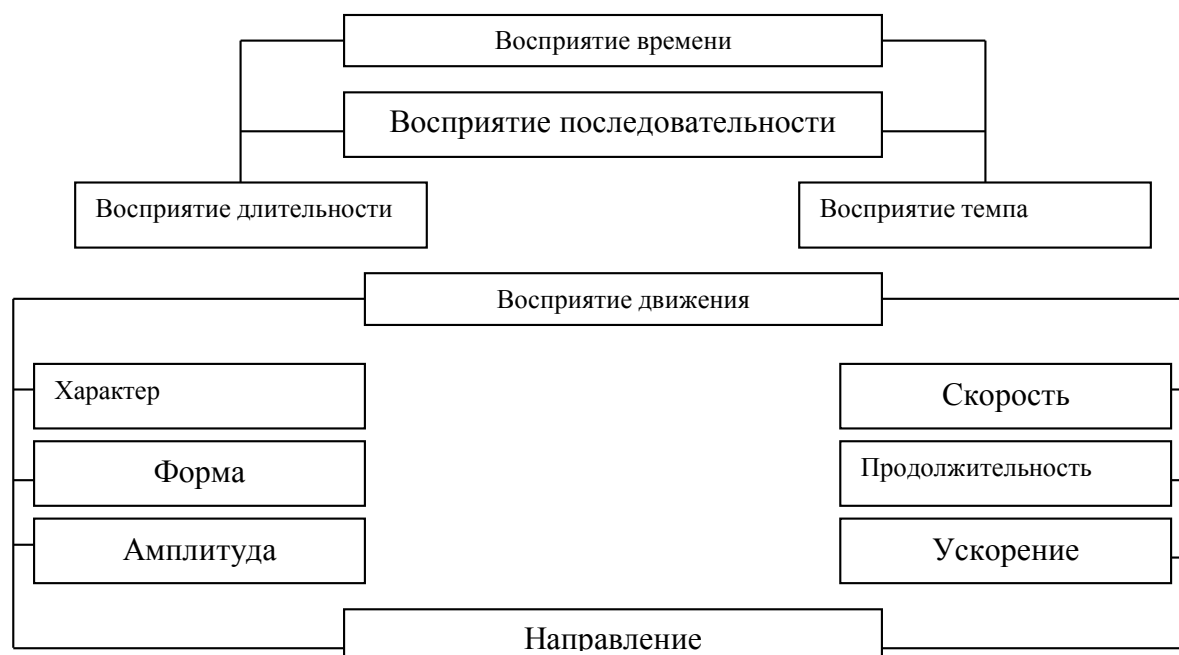 Восприятие времени
Восприятие последовательности
Восприятие длительности
Восприятие темпа
Восприятие движения
Характер
Скорость
Форма
Продолжительность
Амплитуда
Ускорение
Направление